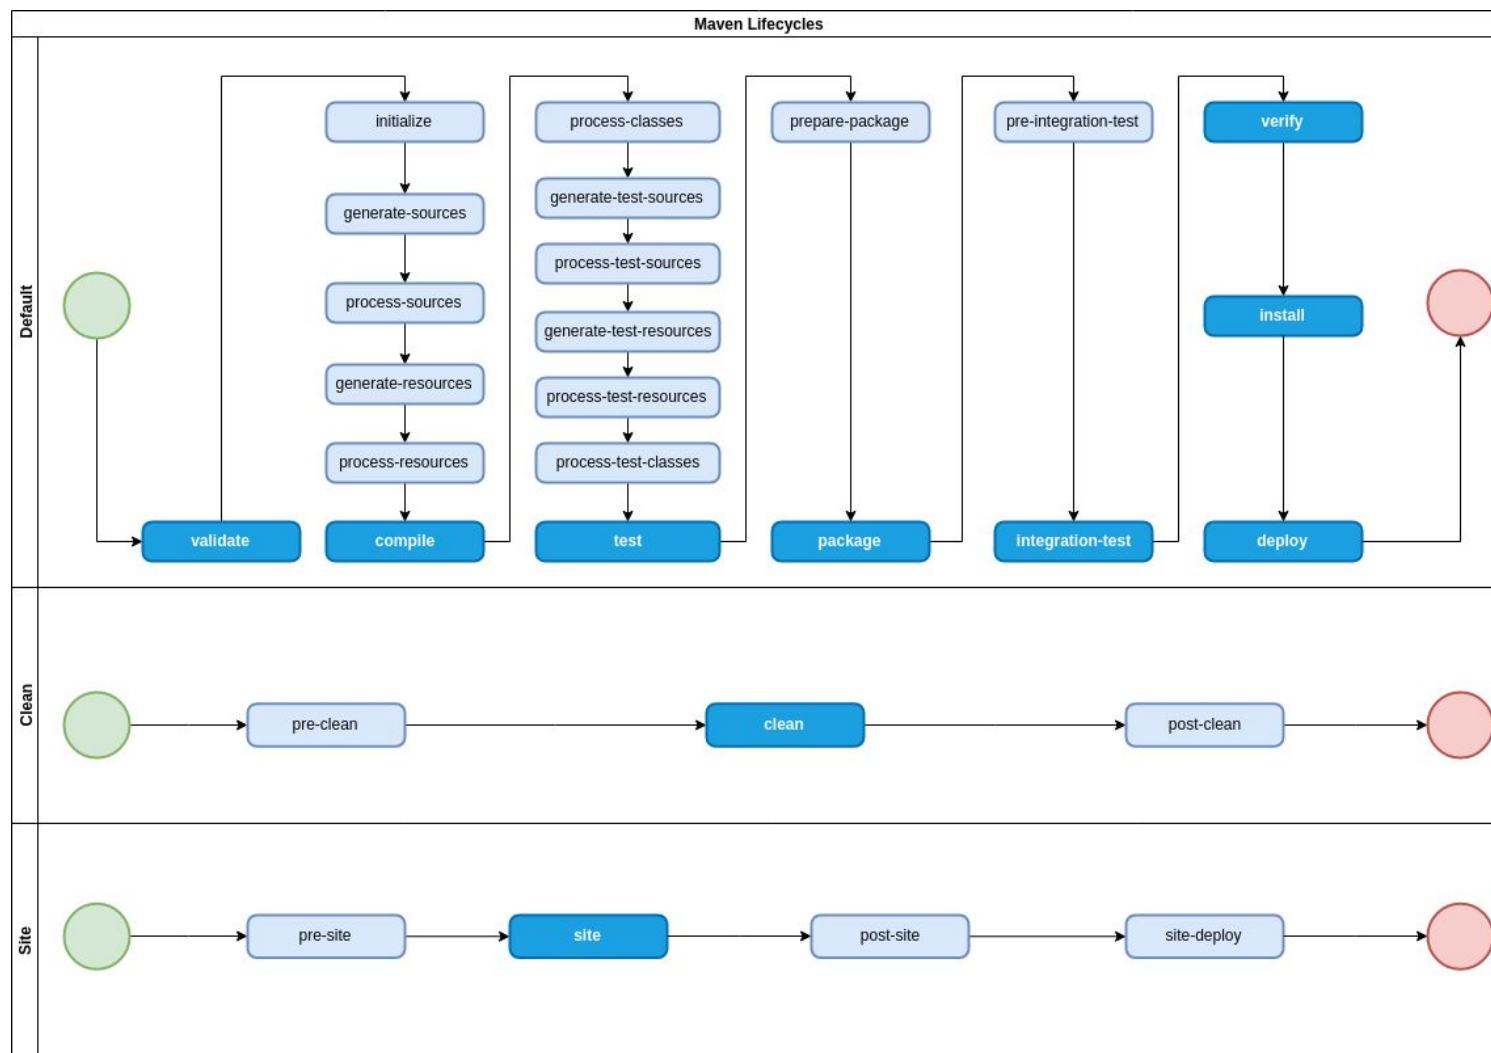 Maven Lifecycles
Default
validate
initialize
generate-sources
process-sources
generate-resources
process-resources
compile
process-classes
generate-test-sources
process-test-sources
generate-test-resources
process-test-resources
process-test-classes
test
prepare-package
package
pre-integration-test
integration-test
verify
install
deploy
Clean
pre-clean
clean
post-clean
Site
pre-site
site
post-site
site-deploy